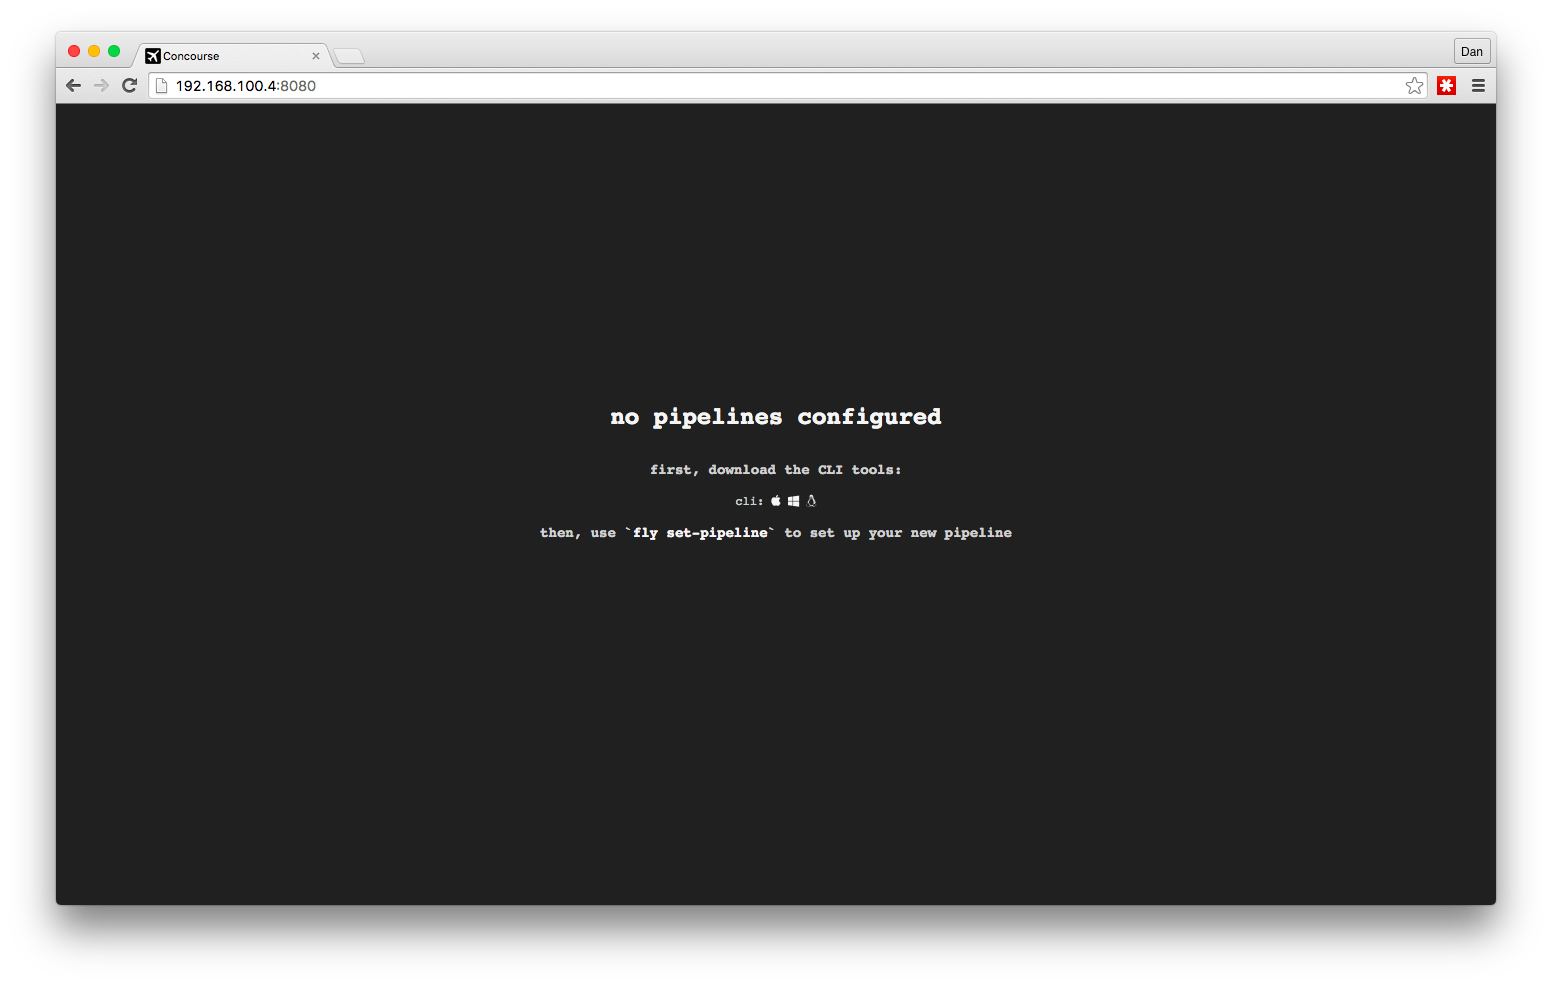 Concourse
Dan
192.168.100.4:8080
no pipelines configured
first, download the CLI tools:
cli:
then, use `fly set-pipeline` to set up your new pipeline